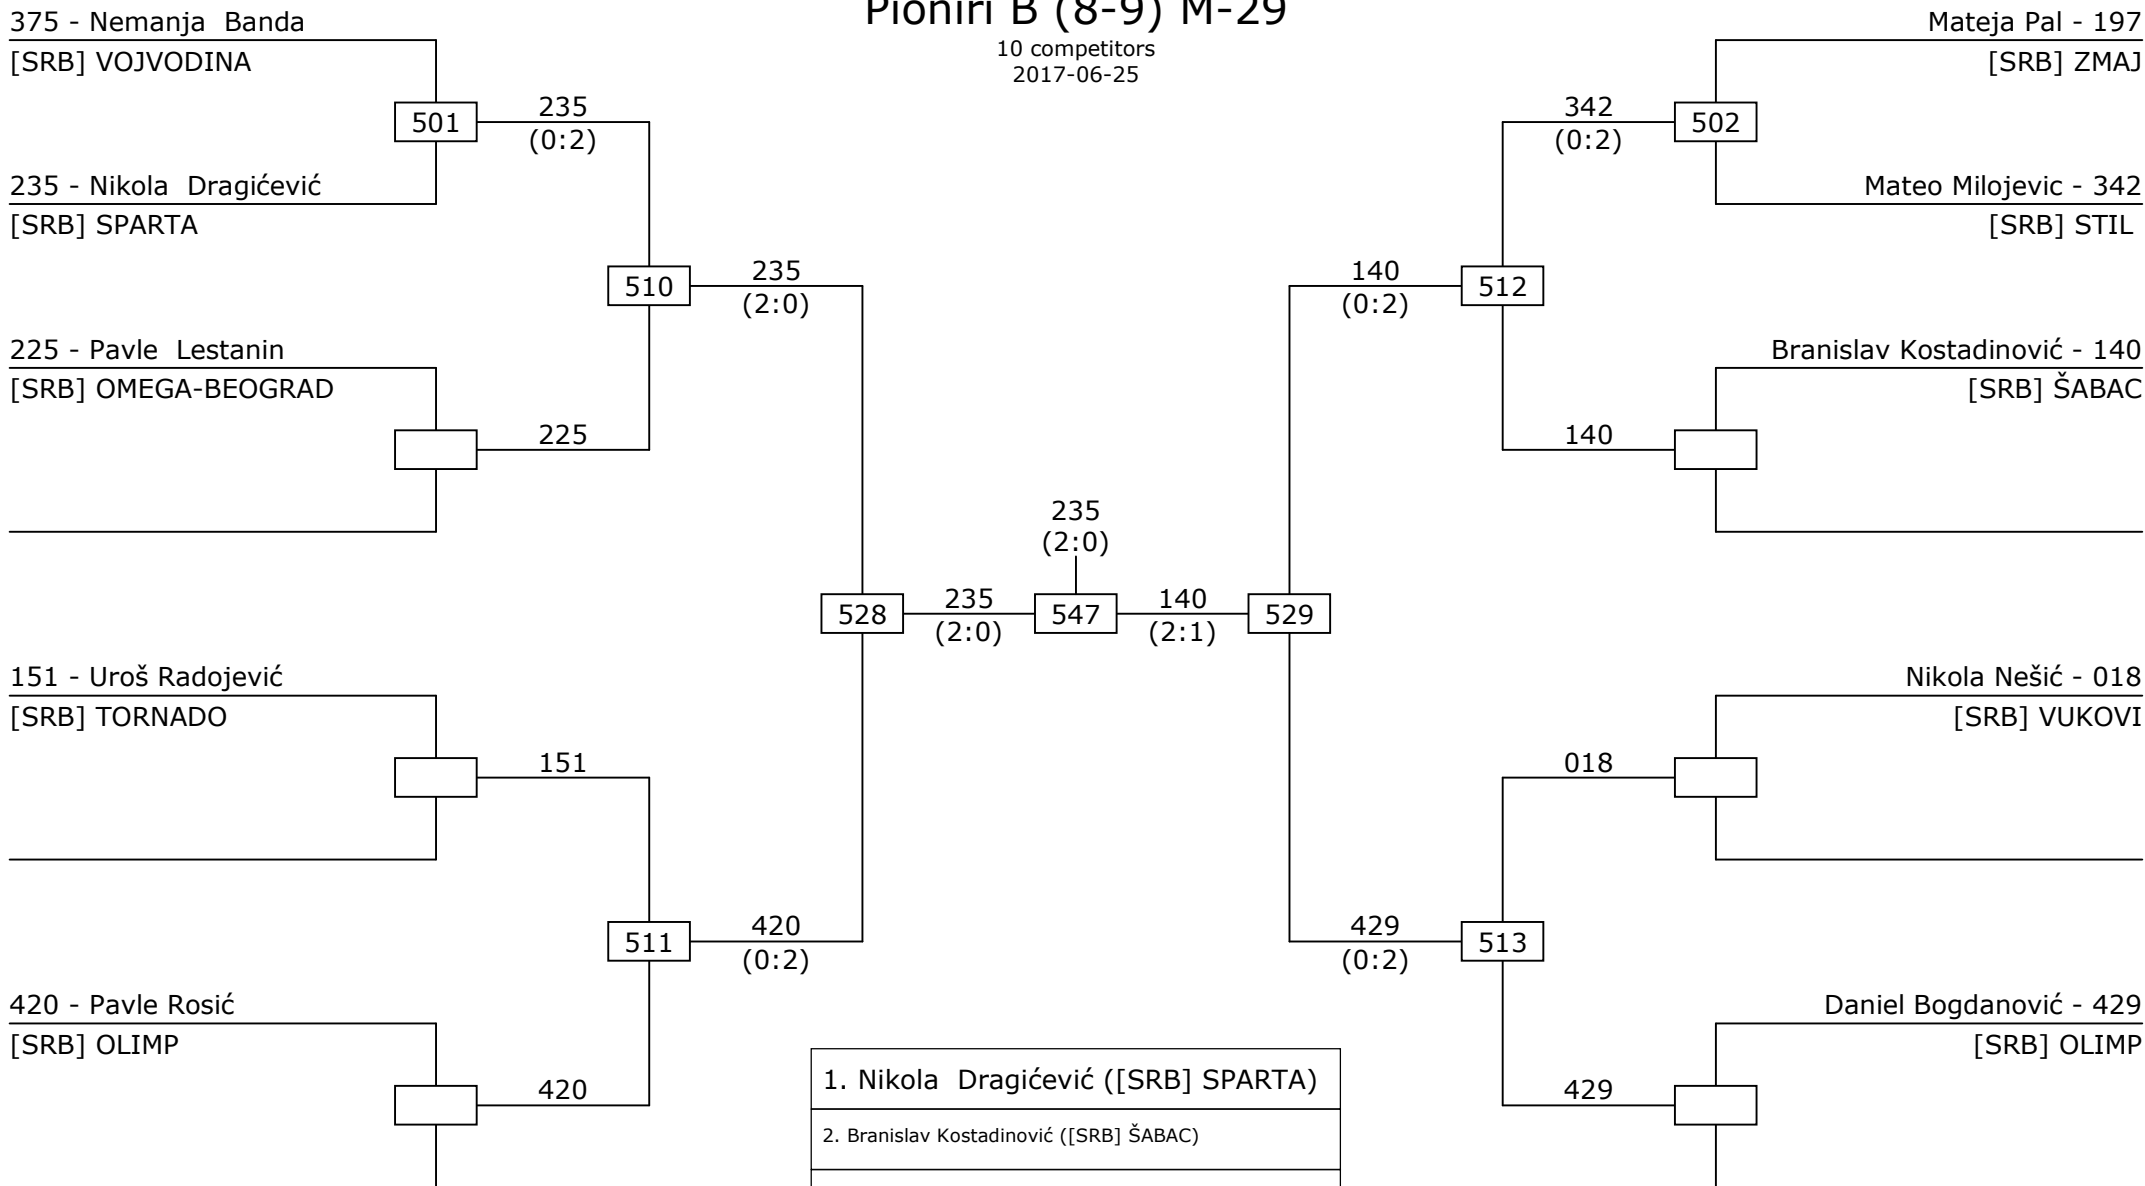 Pioniri B (8-9) M-29
10 competitors
2017-06-25
375 - Nemanja  Banda
[SRB] VOJVODINA
501
235
(0:2)
235 - Nikola  Dragićević
[SRB] SPARTA
510
235
(2:0)
225 - Pavle  Lestanin
[SRB] OMEGA-BEOGRAD
225
528
235
(2:0)
235
(2:0)
547
140
(2:1)
529
151 - Uroš Radojević
[SRB] TORNADO
151
511
420
(0:2)
420 - Pavle Rosić
[SRB] OLIMP
420
Mateja Pal - 197
[SRB] ZMAJ
342
(0:2)
502
Mateo Milojevic - 342
[SRB] STIL
140
(0:2)
512
Branislav Kostadinović - 140
[SRB] ŠABAC
140
Nikola Nešić - 018
[SRB] VUKOVI
018
429
(0:2)
513
Daniel Bogdanović - 429
[SRB] OLIMP
429
1. Nikola  Dragićević ([SRB] SPARTA)
2. Branislav Kostadinović ([SRB] ŠABAC)